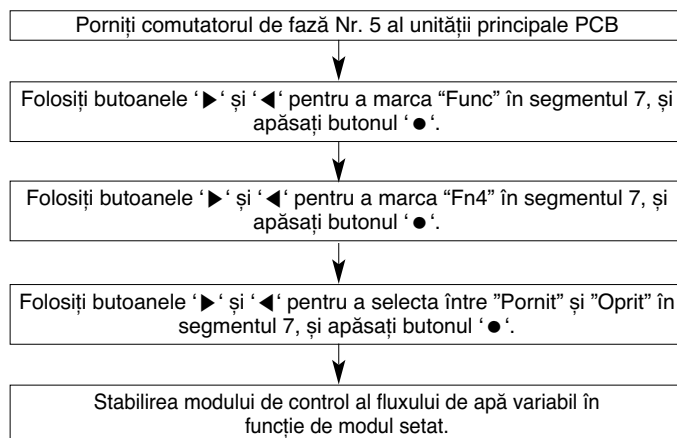 Porniți comutatorul de fază Nr. 5 al unității principale PCB
Folosiți butoanele ‘▶‘ și ‘◀‘ pentru a marca “Func” în segmentul 7, și
apăsați butonul ‘●‘.
Folosiți butoanele ‘▶‘ și ‘◀‘ pentru a marca “Fn4” în segmentul 7, și
apăsați butonul ‘●‘.
Folosiți butoanele ‘▶‘ și ‘◀‘ pentru a selecta între ”Pornit” și ”Oprit” în
segmentul 7, și apăsați butonul ‘●‘.
Stabilirea modului de control al fluxului de apă variabil în
funcție de modul setat.